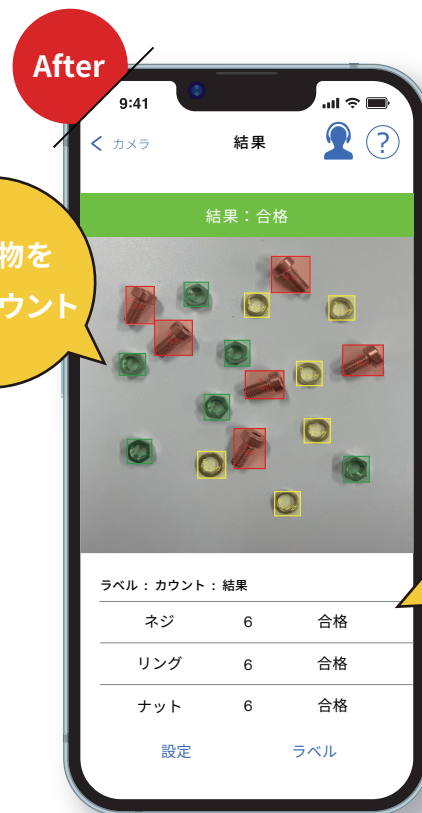 After
9:41
カメラ
結果
?
結果：合格
物を
ウント
ラベル : カウント : 結果
ネジ 6 合格
リング 6 合格
ナット 6 合格
設定 ラベル